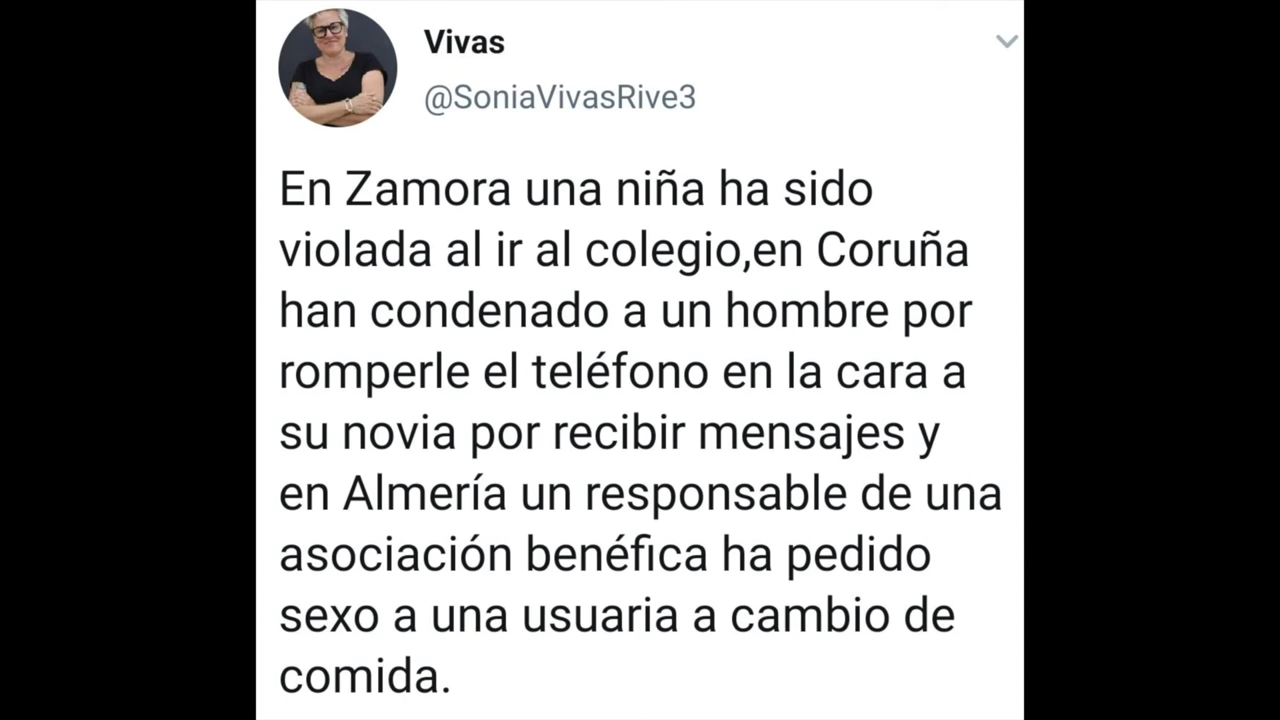 Vivas
@SoniaVivasRive3
En Zamora una niña ha sido
violada al ir al colegio,en Coruña
han condenado a un hombre por
romperle el teléfono en la cara a
su novia por recibir mensajes y
en Almería un responsable de una
asociación benéfica ha pedido
sexo a una usuaria a cambio de
comida.